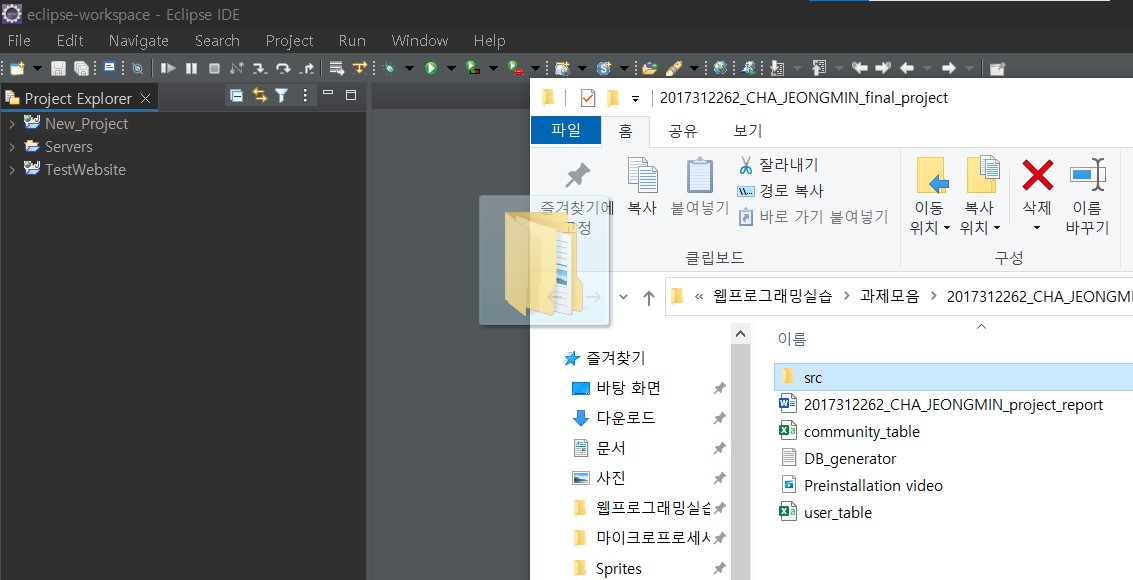 eclipse-workspace - Eclipse IDE
File Edit Navigate Search Project Run Window Help
Project Explorer
New_Project
Servers
TestWebsite
2017312262_CHA_JEONGMIN_final_project
파일 홈 공유 보기
즐겨찾기에
고정
복사
붙여넣기
잘라내기
경로 복사
바로 가기 붙여넣기
이동
위치
복사
위치
삭제
이름
바꾸기
클립보드
구성
« 웹프로그래밍실습 > 과제모음 > 2017312262_CHA_JEONGMI
이름
즐겨찾기
바탕 화면
다운로드
문서
사진
웹프로그래밍실습
마이크로프로세서
Sprites
src
2017312262_CHA_JEONGMIN_project_report
community_table
DB_generator
Preinstallation video
user_table